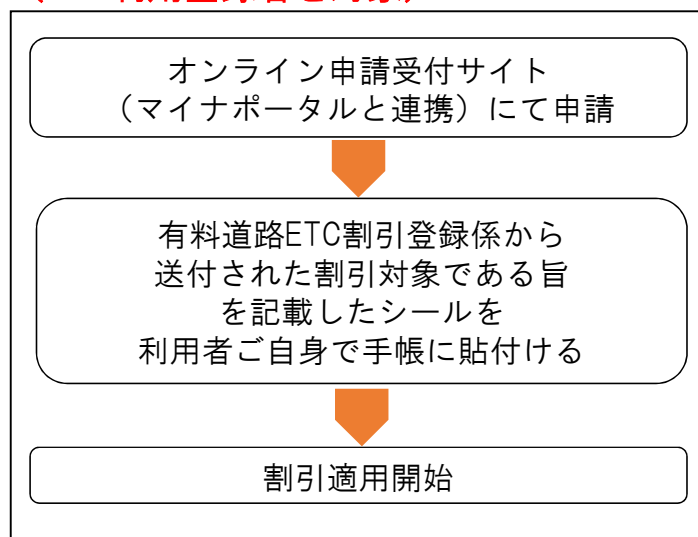 オンライン申請受付サイト
（マイナポータルと連携）にて申請
有料道路ETC割引登録係から
送付された割引対象である旨
を記載したシールを
利用者ご自身で手帳に貼付ける
割引適用開始